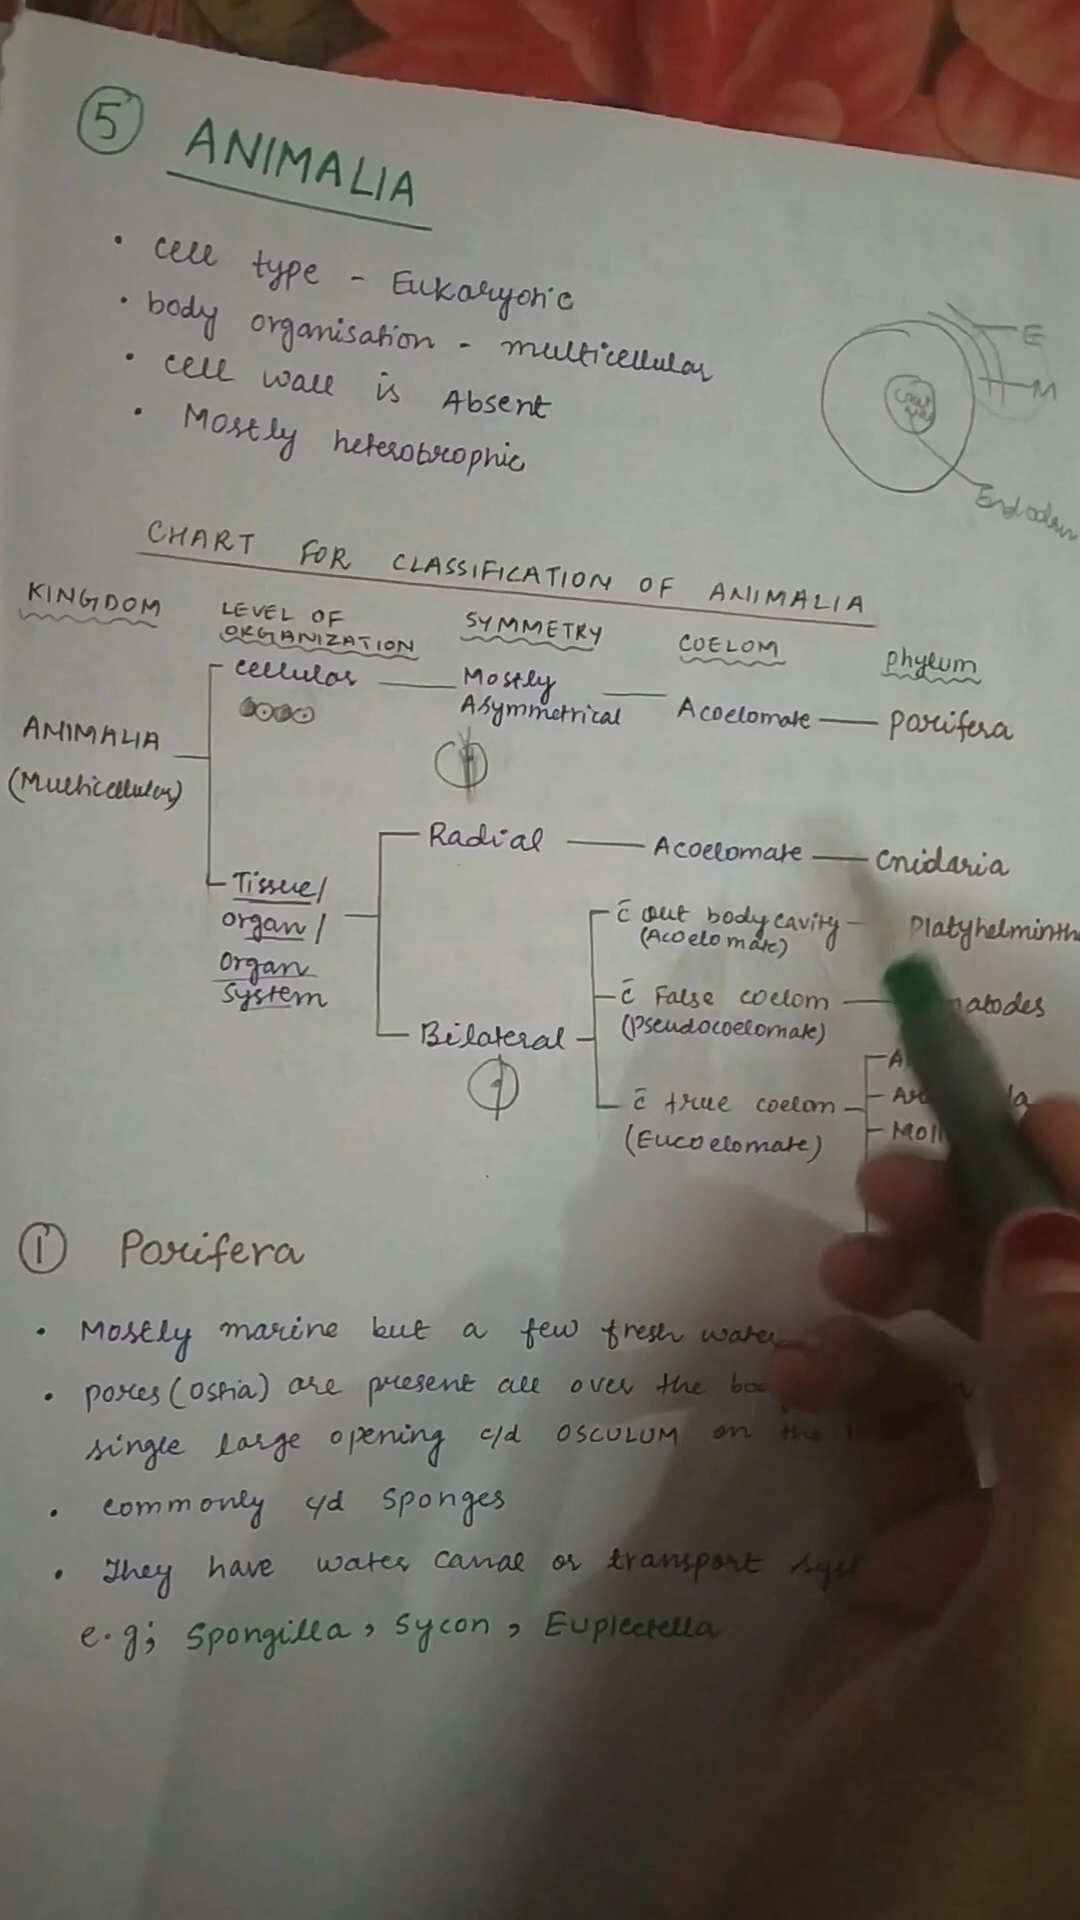 5 ANIMALIA
• cell type - Eukaryotic
• body organisation - multicellular
• cell wall is Absent
• Mostly heterotrophic
E
M
Endoderm
CHART FOR CLASSIFICATION OF ANIMALIA
KINGDOM LEVEL OF ORGANIZATION SYMMETRY COELOM Phylum
cellular Mostly Asymmetrical Acoelomate Porifera
ANIMALIA
(Multicellular)
Radial Acoelomate Cnidaria
Tissue/
organ/
organ
system
c̄ out body cavity
(Acoelomate)
c̄ False coelom
(Pseudocoelomate)
Bilateral
c̄ true coelom
(Eucoelomate)
1 Porifera
• Mostly marine but a few fresh water
• pores (Ostia) are present all over the
single large opening c/d OSCULUM on the
• commonly c/d sponges
• They have water canal or transport
e.g; Spongilla, Sycon, Euplectella